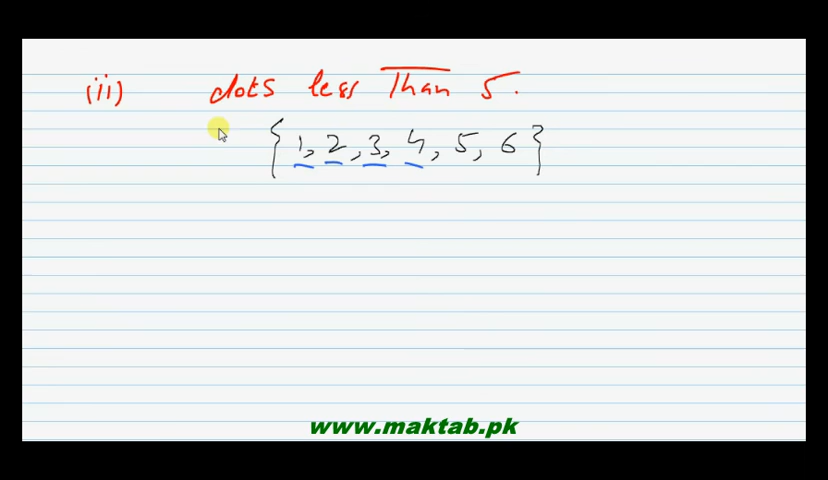 (ii) dots less than 5.
{1, 2, 3, 4, 5, 6}
www.maktab.pk